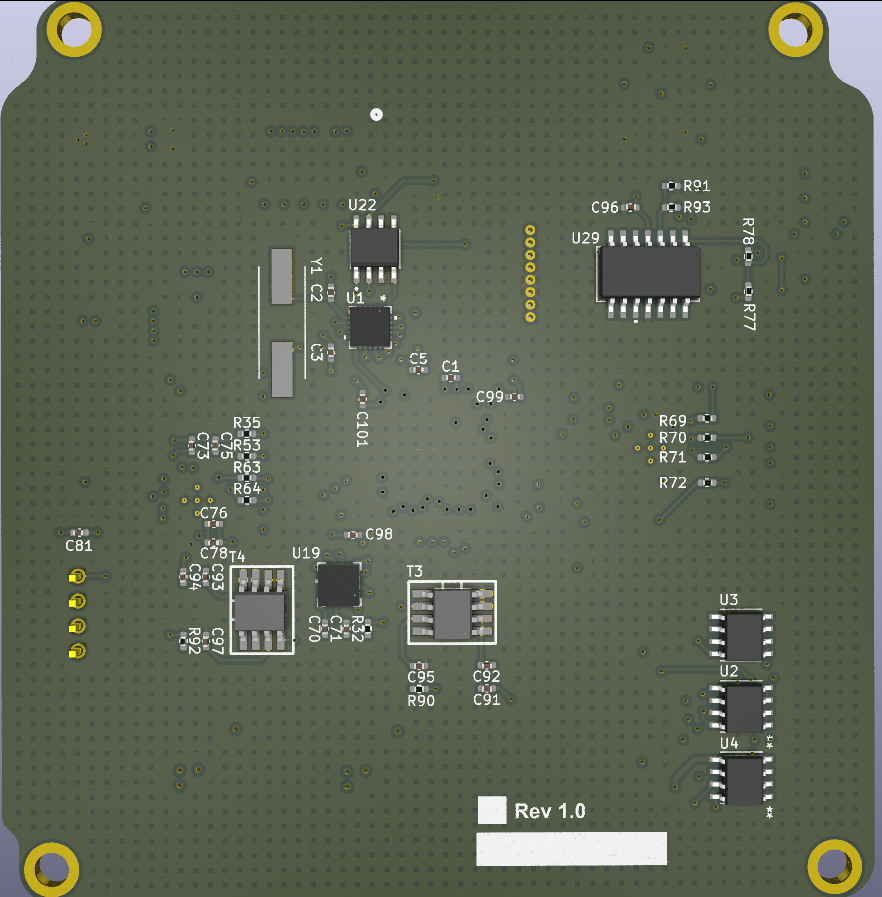 R91
C96
R93
U22
U29
R78
Y1
C2
U1
*
R77
C3
C5
C1
C99
C101
R35
R69
C73
C75
R53
R70
R71
R63
R64
R72
C76
C98
C81
C78
T4
U19
T3
C94
C93
U3
R92
C97
C70
C71
R32
C95
C92
U2
R90
C91
U4
**
**
Rev 1.0